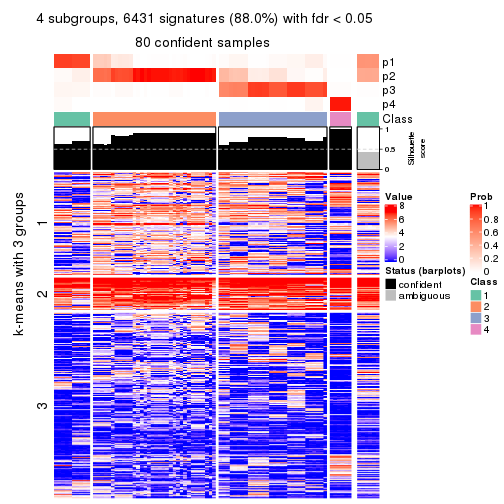 4 subgroups, 6431 signatures (88.0%) with fdr < 0.05
80 confident samples
p1
p2
p3
p4
Class
1
0.5
0
Silhouette
score
k-means with 3 groups
1
2
3
Value
8
6
4
2
0
Status (barplots)
confident
ambiguous
Prob
1
0.8
0.6
0.4
0.2
0
Class
1
2
3
4